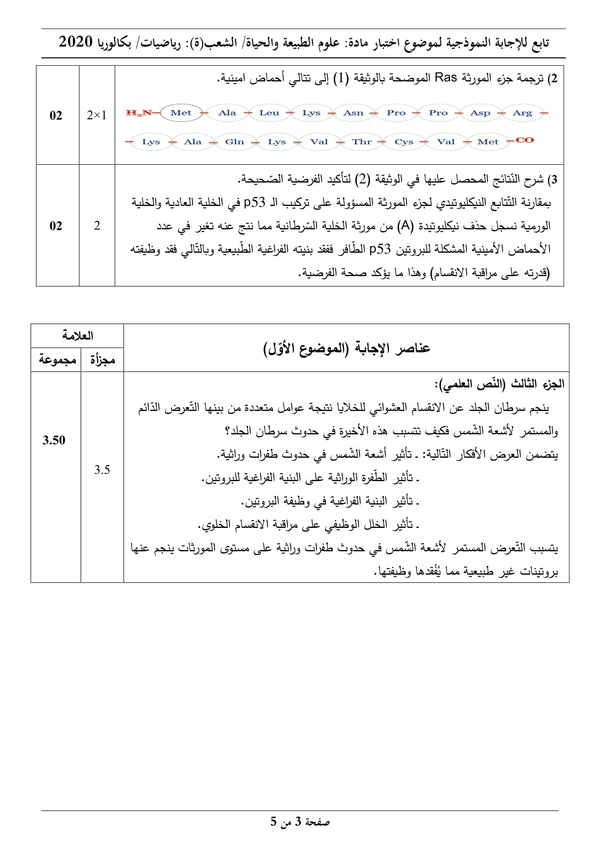 تابع للإجابة النموذجية لموضوع اختبار مادة: علوم الطبيعة والحياة/ الشعب(ة): رياضيات/ بكالوريا 2020
2) ترجمة جزء المورثة Ras الموضحة بالوثيقة (1) إلى تتالي أحماض امينية.
H2N Met Ala Leu Lys Asn Pro Pro Asp Arg
Lys Ala Gln Lys Val Thr Cys Val Met CO
2×1
02
3) شرح النّتائج المحصل عليها في الوثيقة (2) لتأكيد الفرضية الصّحيحة.
بمقارنة التّتابع النيكليوتيدي لجزء المورثة المسؤولة على تركيب الـ p53 في الخلية العادية والخلية
الورمية نسجل حذف نيكليوتيدة (A) من مورثة الخلية السّرطانية مما نتج عنه تغير في عدد
الأحماض الأمينية المشكلة للبروتين p53 الطّافر ففقد بنيته الفراغية الطّبيعية وبالتّالي فقد وظيفته
(قدرته على مراقبة الانقسام) وهذا ما يؤكد صحة الفرضية.
2
02
عناصر الإجابة (الموضوع الأوّل)
العلامة
مجزأة
مجموعة
الجزء الثالث (النّص العلمي):
ينجم سرطان الجلد عن الانقسام العشوائي للخلايا نتيجة عوامل متعددة من بينها التّعرض الدّائم
والمستمر لأشعة الشّمس فكيف تتسبب هذه الأخيرة في حدوث سرطان الجلد؟
يتضمن العرض الأفكار التّالية: ـ تأثير أشعة الشّمس في حدوث طفرات وراثية.
ـ تأثير الطّفرة الوراثية على البنية الفراغية للبروتين.
ـ تأثير البنية الفراغية في وظيفة البروتين.
ـ تأثير الخلل الوظيفي على مراقبة الانقسام الخلوي.
يتسبب التّعرض المستمر لأشعة الشّمس في حدوث طفرات وراثية على مستوى المورثات ينجم عنها
بروتينات غير طبيعية مما يُفْقدها وظيفتها.
3.5
3.50
صفحة 3 من 5